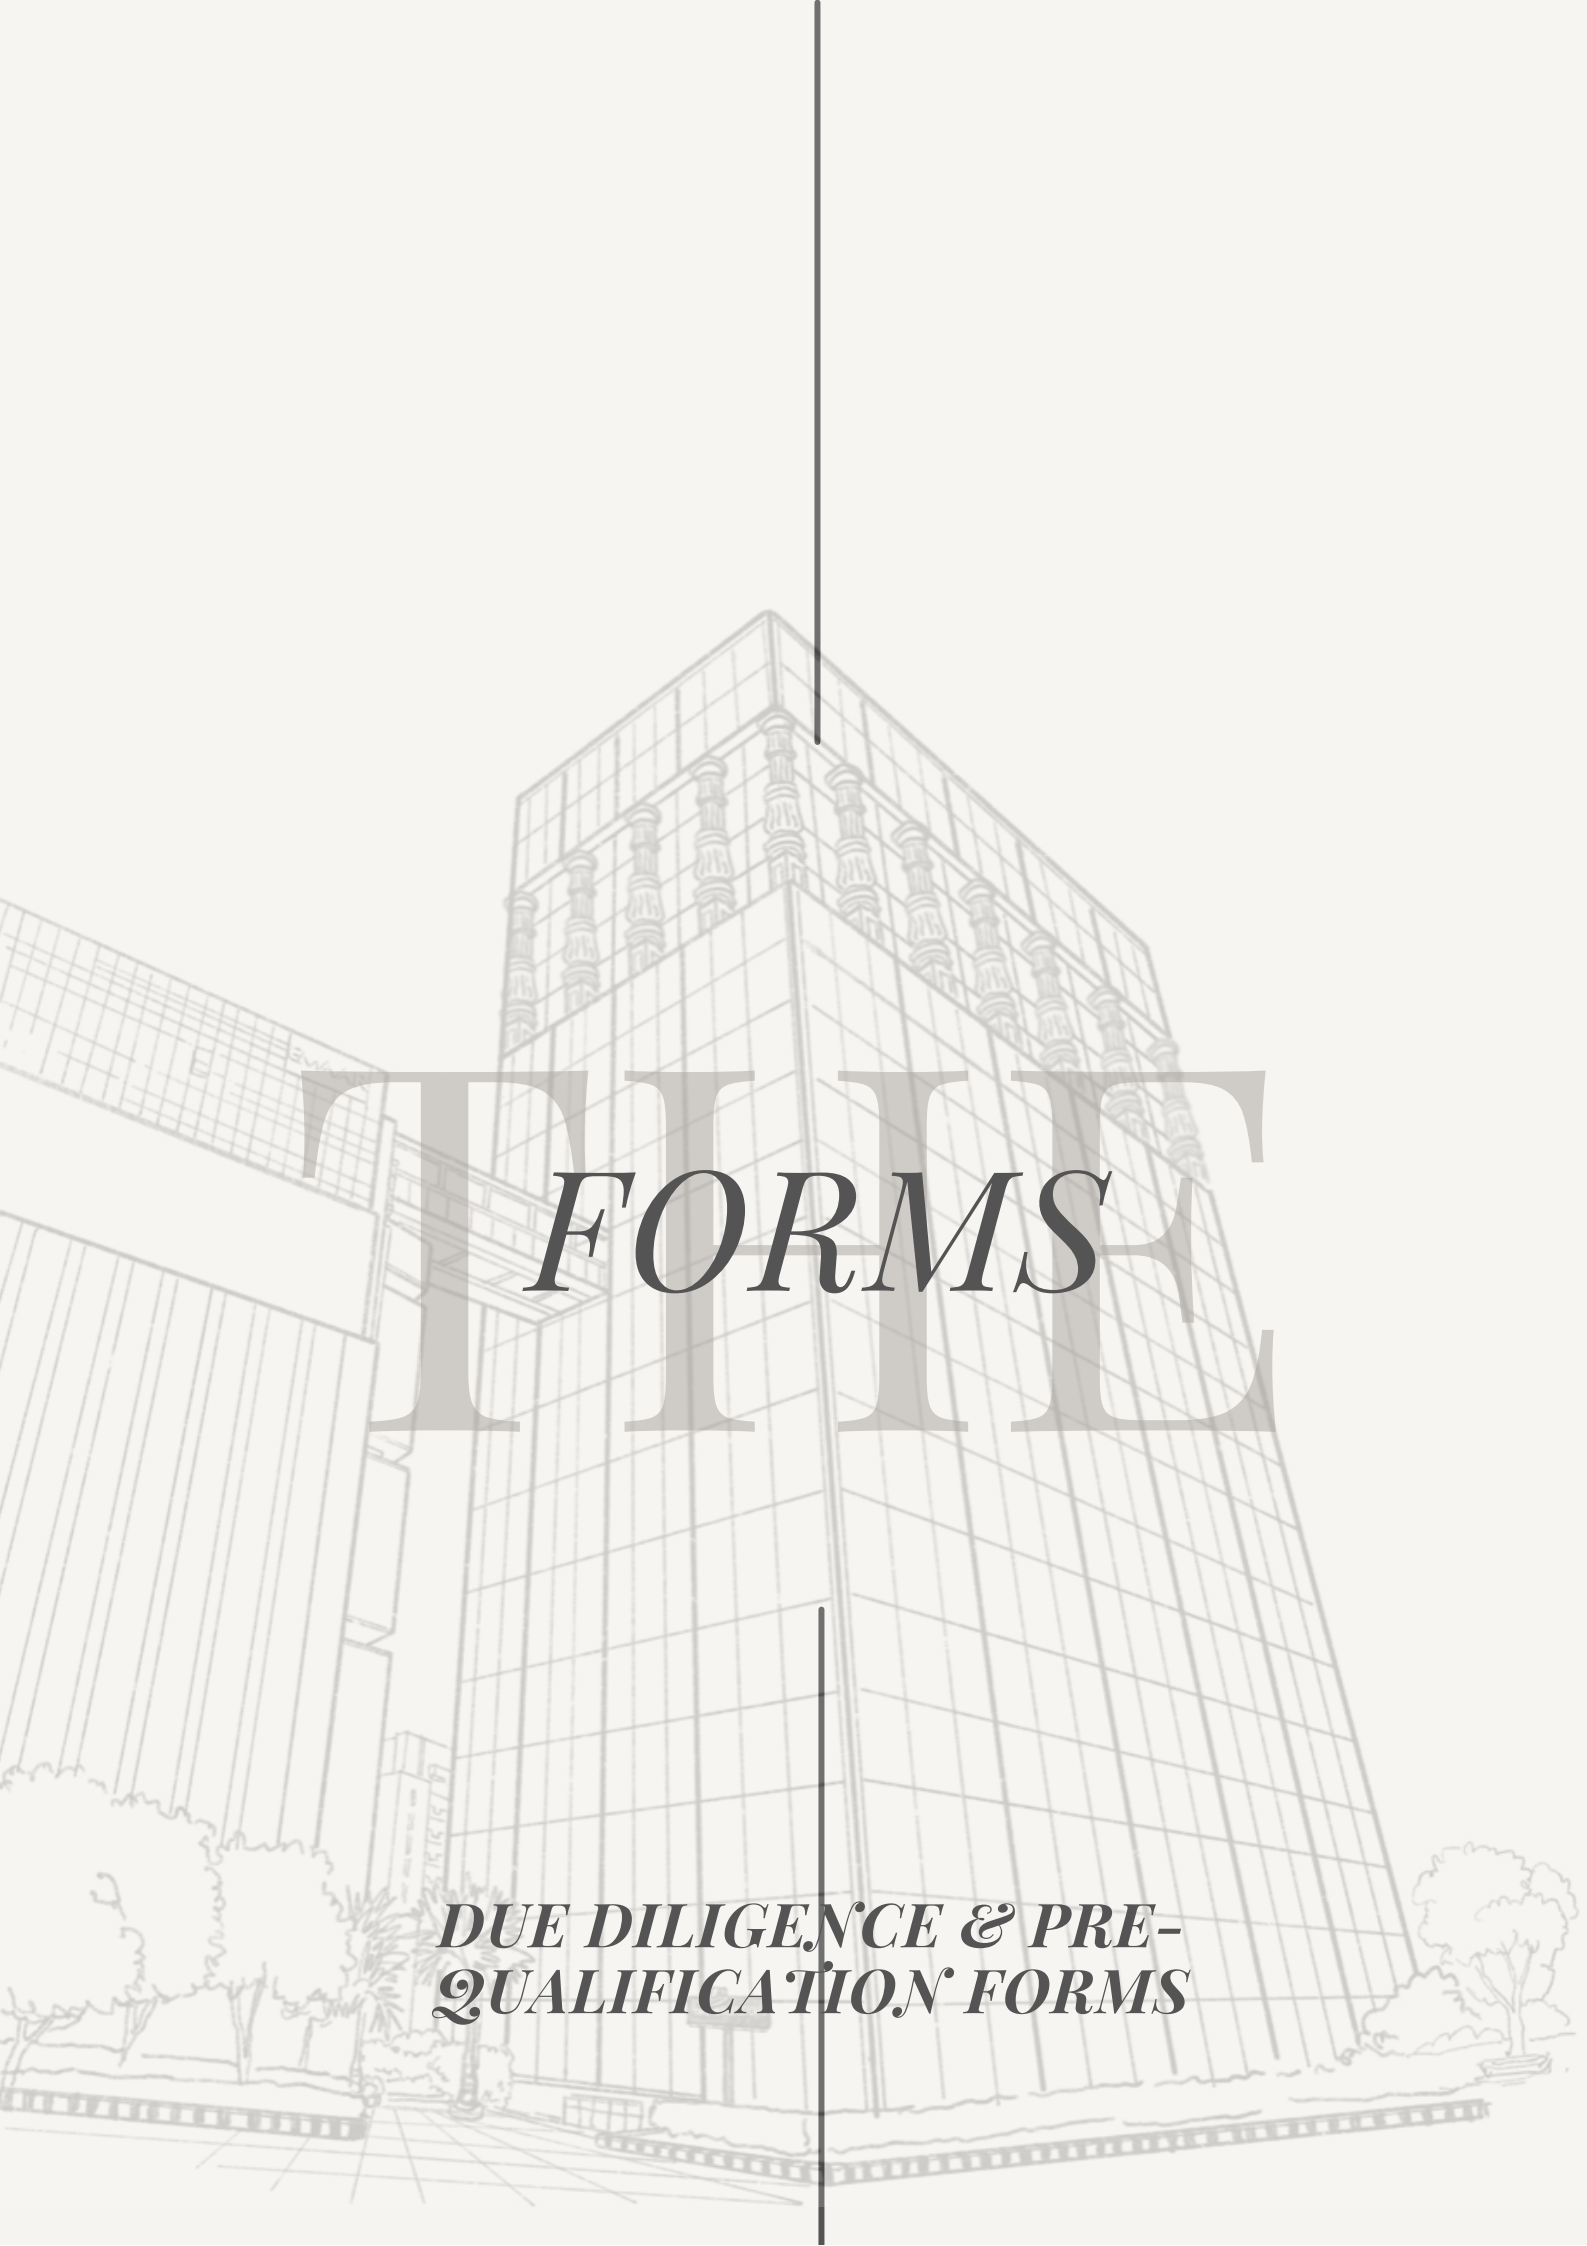 THE
FORMS
DUE DILIGENCE & PRE-
QUALIFICATION FORMS